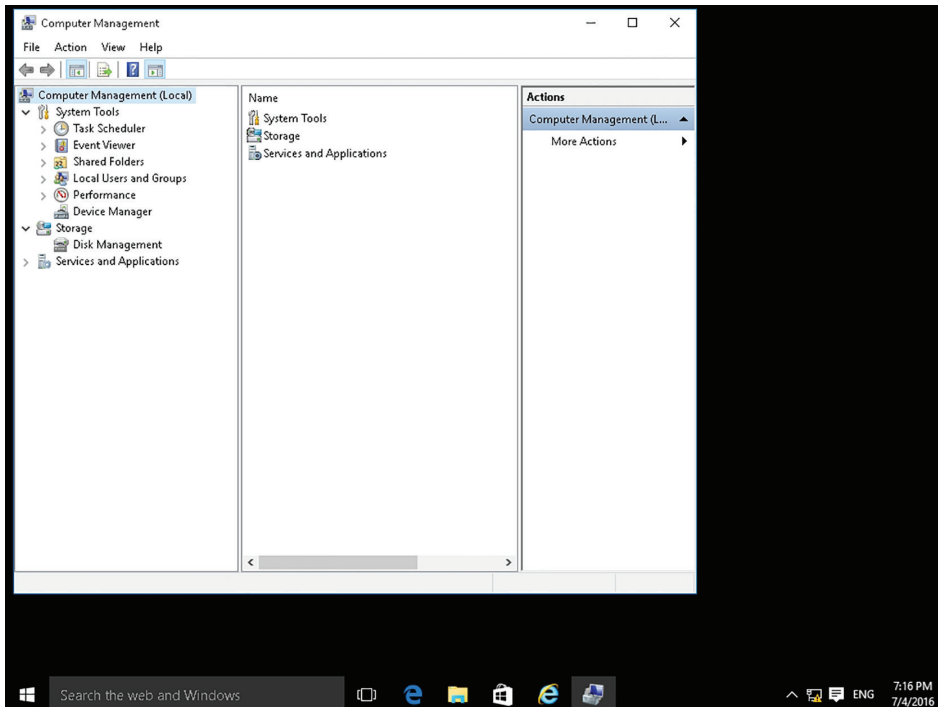 Computer Management
File Action View Help
Computer Management (Local)
System Tools
Task Scheduler
Event Viewer
Shared Folders
Local Users and Groups
Performance
Device Manager
Storage
Disk Management
Services and Applications
Name
System Tools
Storage
Services and Applications
Actions
Computer Management (L...
More Actions
Search the web and Windows
ENG
7:16 PM
7/4/2016